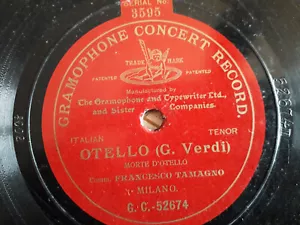 SERIAL No.
3595
GRAMOPHONE CONCERT RECORD.
TRADE MARK
PATENTED PATENTED
Manufactured by
The Gramophone and Typewriter Ltd.,
and Sister Companies.
ITALIAN TENOR
OTELLO (G. Verdi)
MORTE D'OTELLO
FRANCESCO TAMAGNO
MILANO.
G.C.-52674